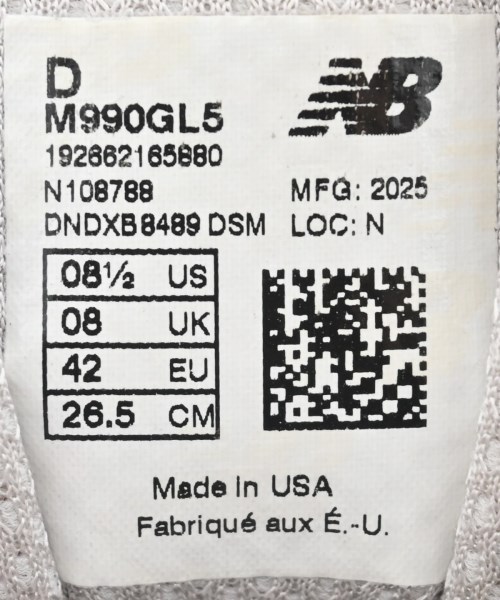 D
NB
M990GL5
192662165880
N108788 MFG: 2025
DNDXB8489 DSM LOC: N
08½ US
08 UK
42 EU
26.5 CM
Made in USA
Fabriqué aux É.-U.